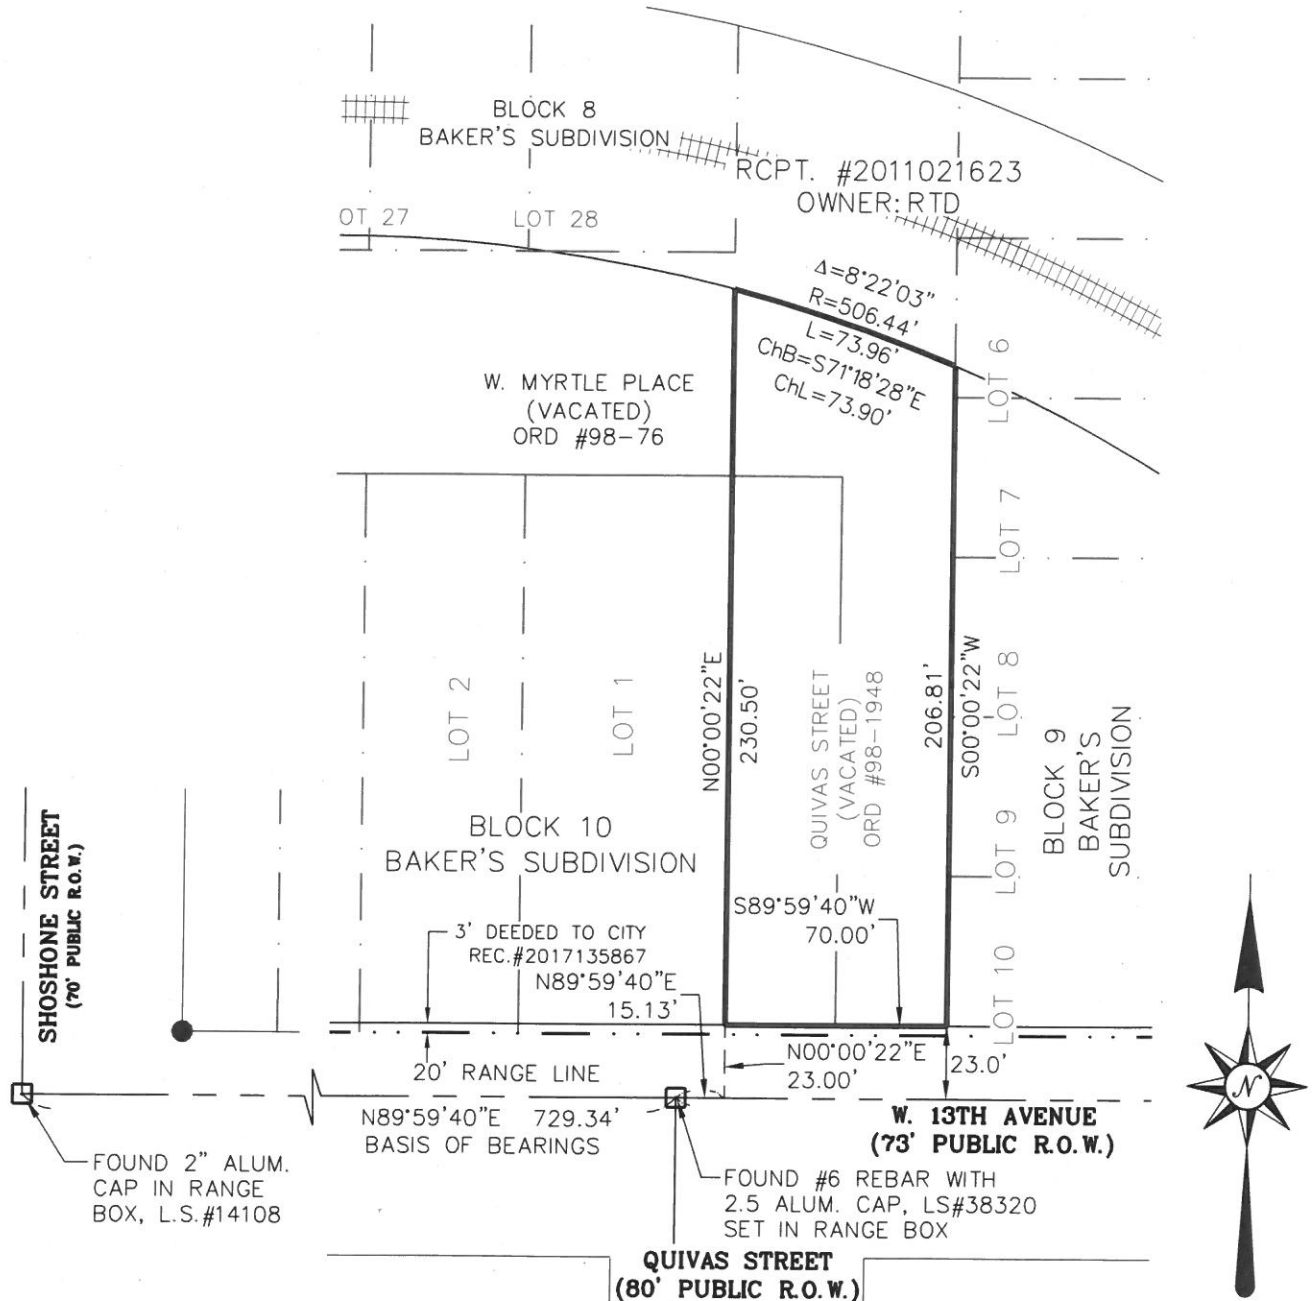 BLOCK 8
BAKER'S SUBDIVISION
RCPT. #2011021623
OWNER: RTD
OT 27
LOT 28
Δ=8°22'03"
R=506.44'
L=73.96'
ChB=S71°18'28"E
ChL=73.90'
LOT 6
W. MYRTLE PLACE
(VACATED)
ORD #98-76
LOT 7
LOT 2
LOT 1
N00°00'22"E
230.50'
QUIVAS STREET
(VACATED)
ORD #98-1948
206.81'
S00°00'22"W
LOT 8
BLOCK 9
BAKER'S
SUBDIVISION
LOT 9
BLOCK 10
BAKER'S SUBDIVISION
SHOSHONE STREET
(70' PUBLIC R.O.W.)
S89°59'40"W
70.00'
3' DEEDED TO CITY
REC.#2017135867
N89°59'40"E
15.13'
LOT 10
N00°00'22"E
23.00'
23.0'
20' RANGE LINE
N89°59'40"E 729.34'
BASIS OF BEARINGS
N
W. 13TH AVENUE
(73' PUBLIC R.O.W.)
FOUND 2" ALUM.
CAP IN RANGE
BOX, L.S.#14108
FOUND #6 REBAR WITH
2.5 ALUM. CAP, LS#38320
SET IN RANGE BOX
QUIVAS STREET
(80' PUBLIC R.O.W.)